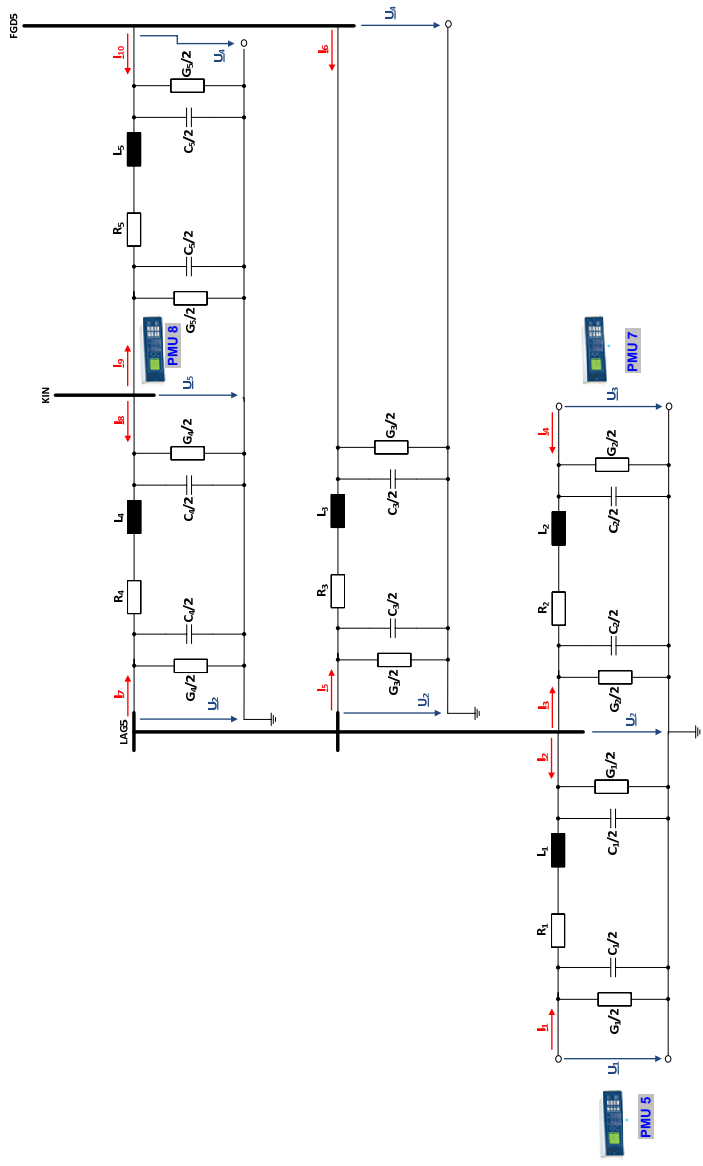 FGD5
KIN
LAG5
I7
R4
L4
I8
I9
R5
L5
I10
PMU 8
U2
G4/2
C4/2
C4/2
G4/2
U5
G5/2
C5/2
C5/2
G5/2
U4
I5
R3
L3
I6
U2
G3/2
C3/2
C3/2
G3/2
U4
I1
R1
L1
I2
I3
R2
L2
I4
PMU 5
U1
G1/2
C1/2
C1/2
G1/2
U2
G2/2
C2/2
C2/2
G2/2
U3
PMU 7